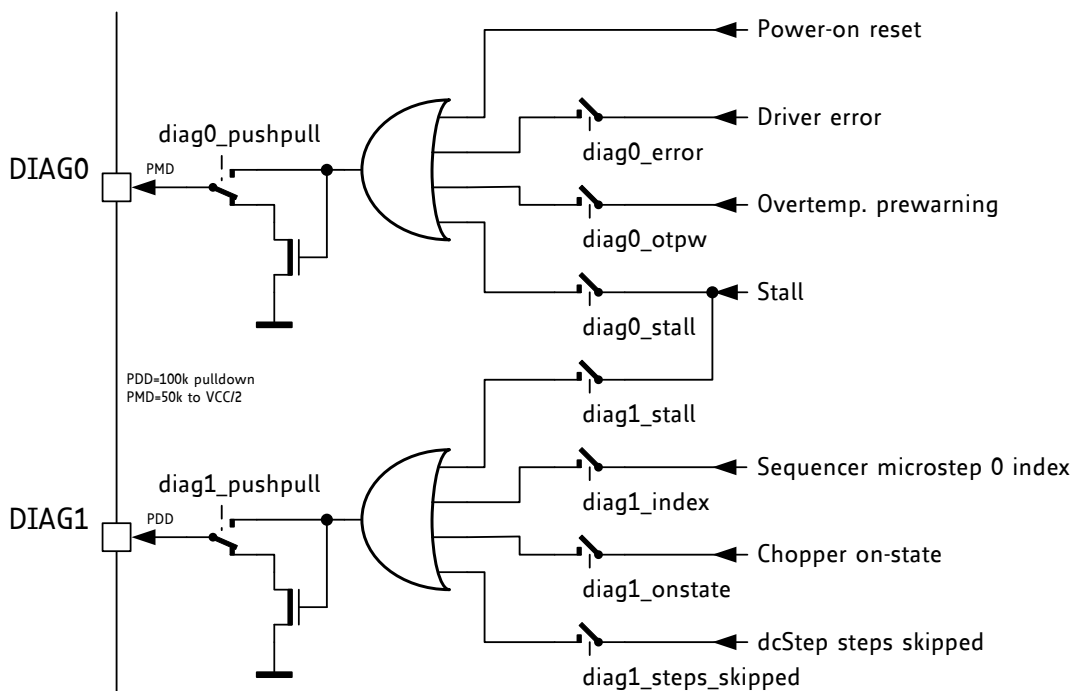 Power-on reset
Driver error
diag0_pushpull
diag0_error
DIAG0
PMD
Overtemp. prewarning
diag0_otpw
Stall
diag0_stall
PDD=100k pulldown
PMD=50k to VCC/2
diag1_stall
Sequencer microstep 0 index
diag1_pushpull
diag1_index
DIAG1
PDD
Chopper on-state
diag1_onstate
dcStep steps skipped
diag1_steps_skipped